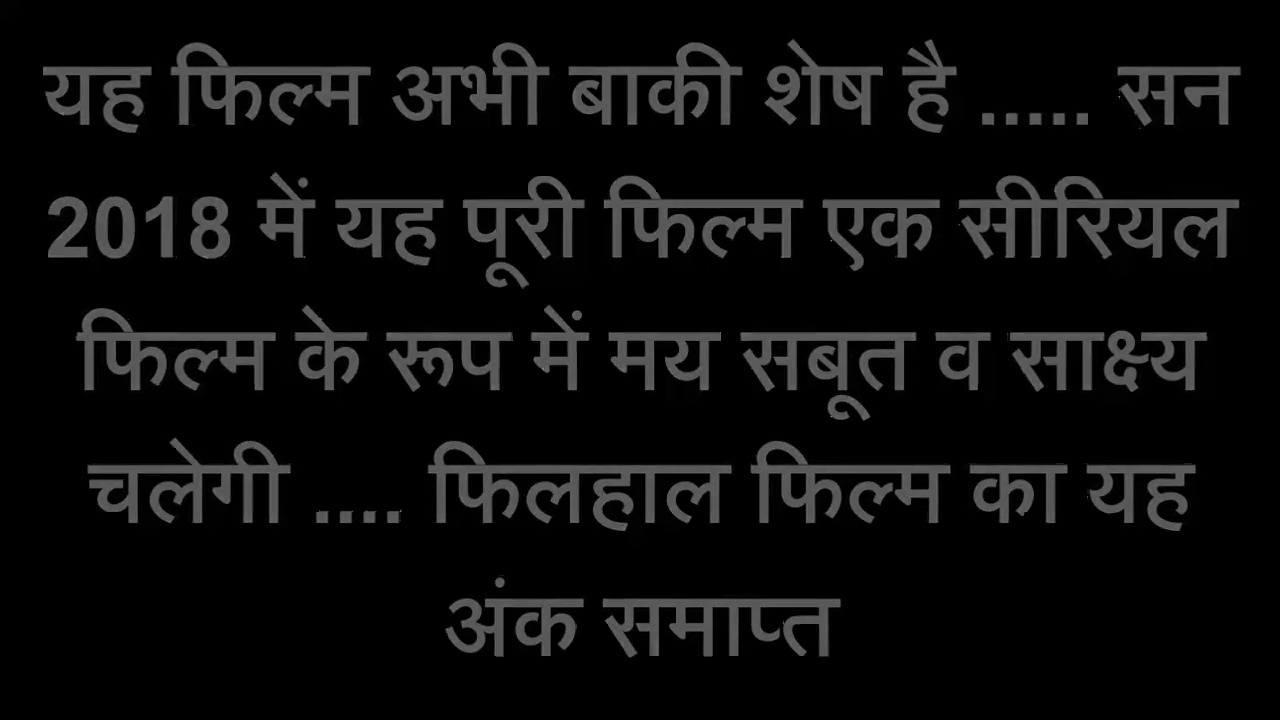 यह फिल्म अभी बाकी शेष है ..... सन
2018 में यह पूरी फिल्म एक सीरियल
फिल्म के रूप में मय सबूत व साक्ष्य
चलेगी .... फिलहाल फिल्म का यह
अंक समाप्त